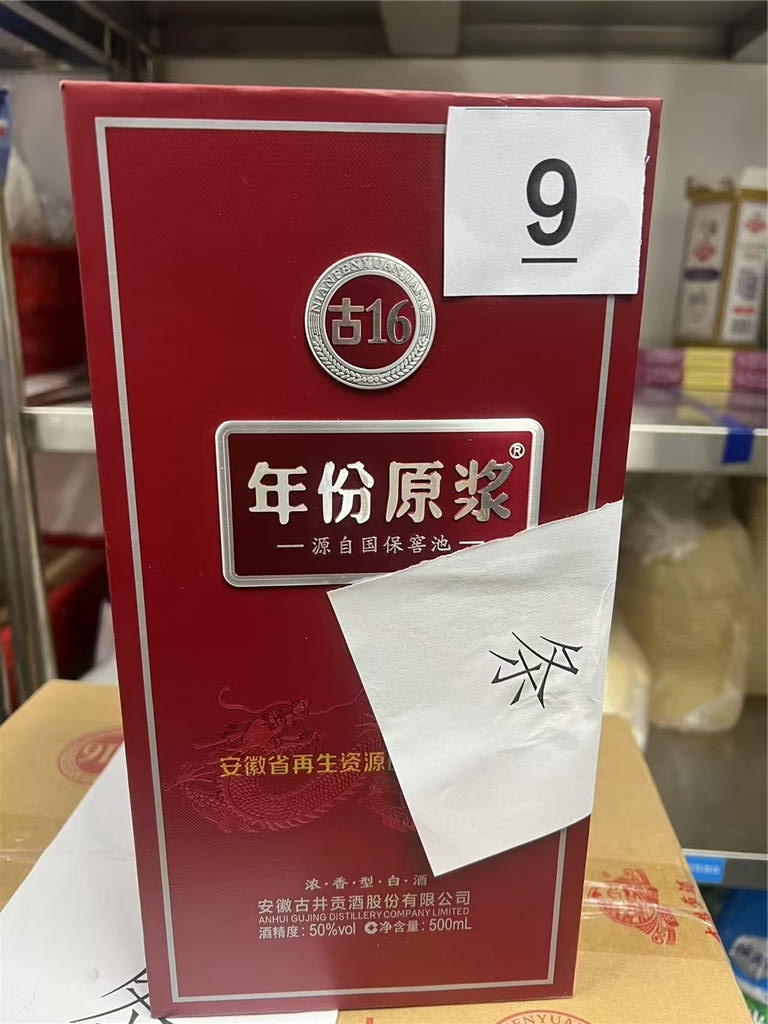 9
NIANFENYUANJIANG
古16
年份原浆®
源自国保窖池
条
安徽省再生资源
浓·香·型·白·酒
安徽古井贡酒股份有限公司
ANHUI GUJING DISTILLERY COMPANY LIMITED
酒精度: 50%vol 净含量: 500mL
条